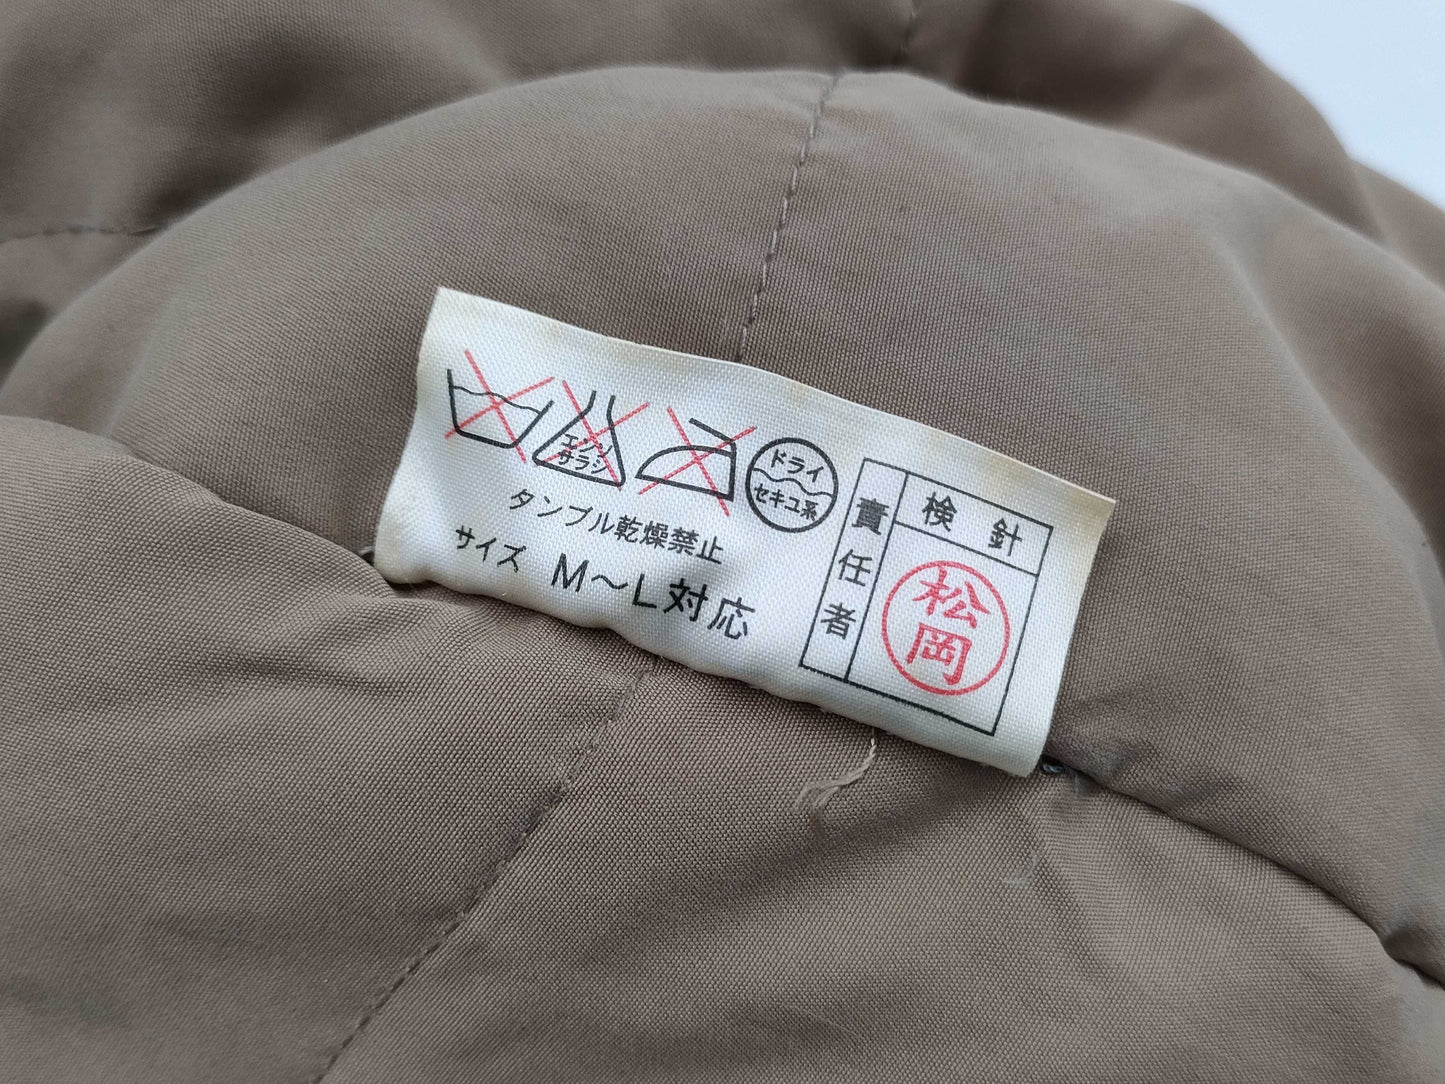 エンソ
サラシ
ドライ
セキユ系
タンブル乾燥禁止
サイズ M～L対応
責任者
検針
松岡